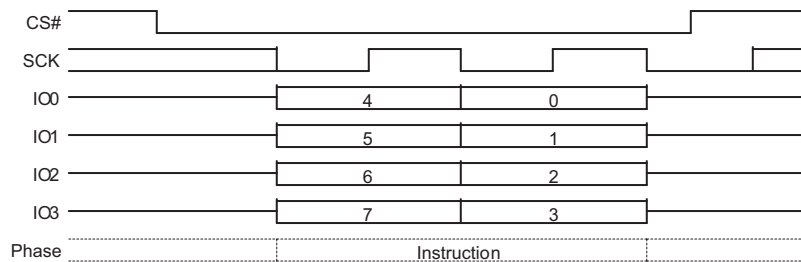 CS#
SCK
IO0 4 0
IO1 5 1
IO2 6 2
IO3 7 3
Phase Instruction